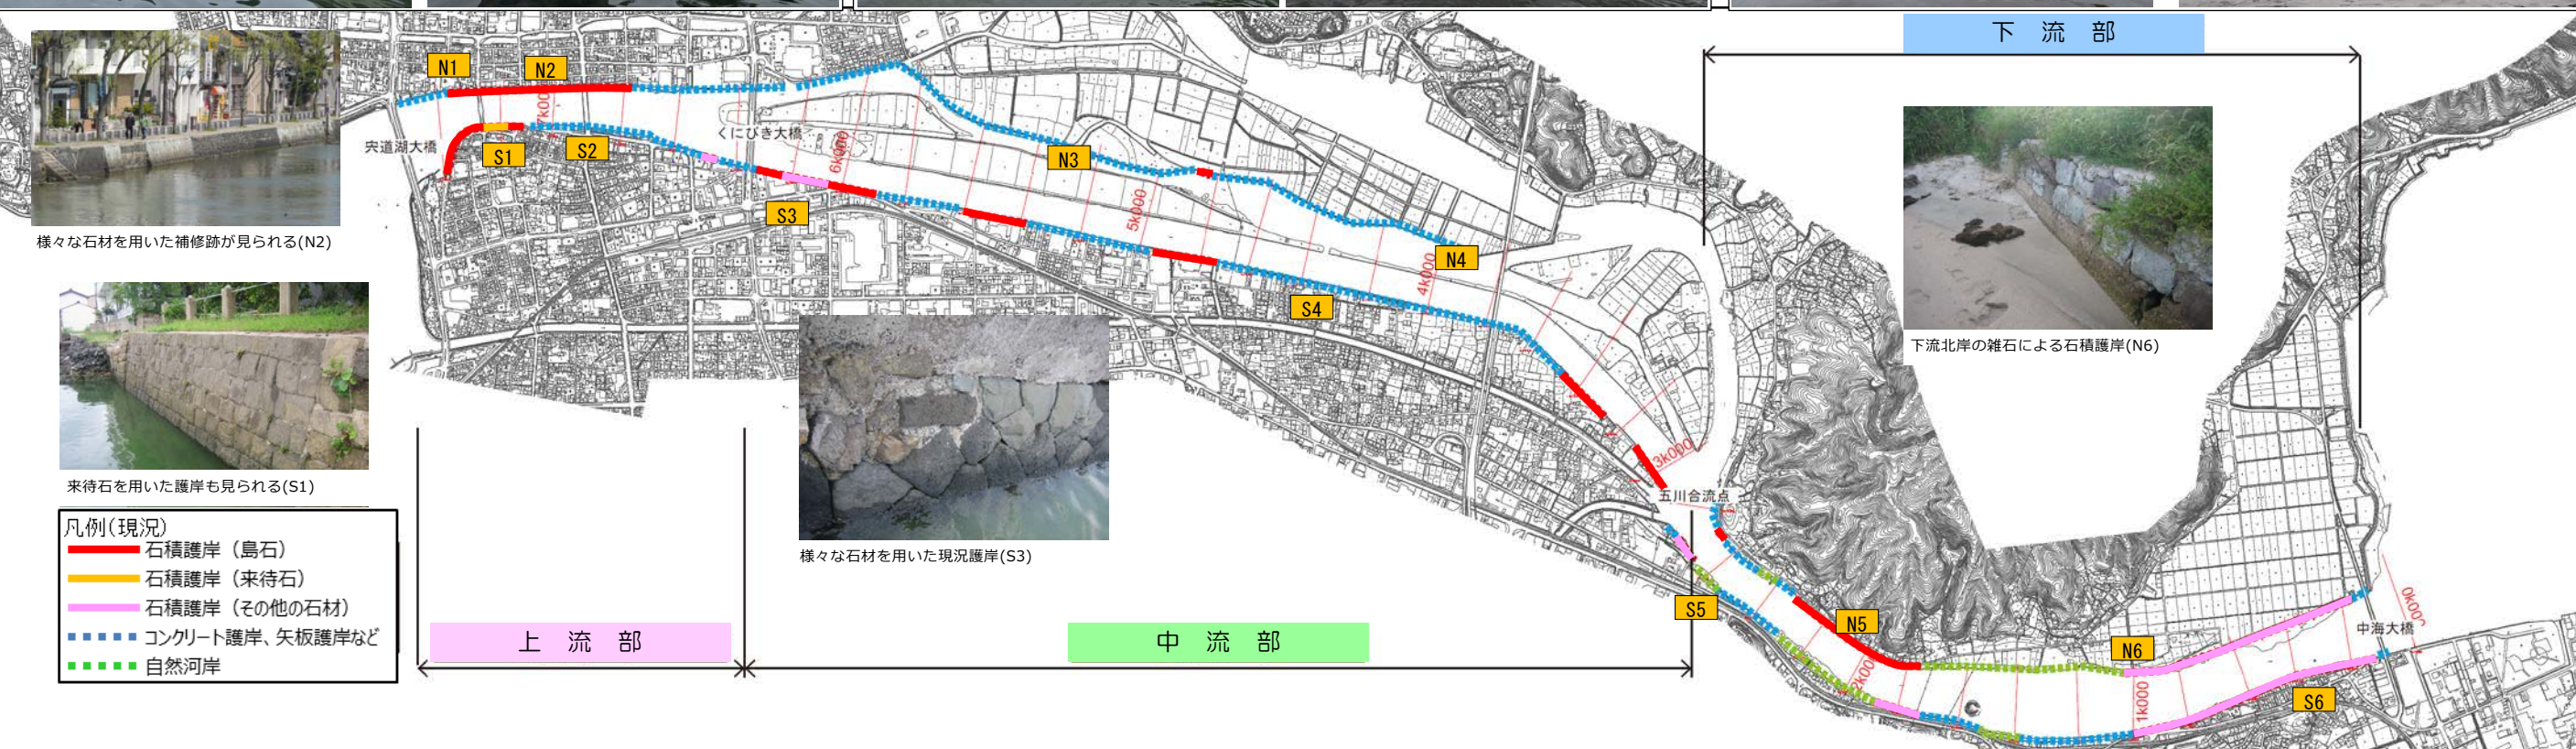 下 流 部
N1
N2
7k000
宍道湖大橋
S1
S2
くにびき大橋
6k000
S3
N3
5k000
S4
4k000
N4
3k000
五川合流点
S5
N5
2k000
N6
1k000
S6
0k000
中海大橋
様々な石材を用いた補修跡が見られる(N2)
来待石を用いた護岸も見られる(S1)
様々な石材を用いた現況護岸(S3)
下流北岸の雑石による石積護岸(N6)
凡例(現況)
石積護岸（島石）
石積護岸（来待石）
石積護岸（その他の石材）
コンクリート護岸、矢板護岸など
自然河岸
上 流 部
中 流 部